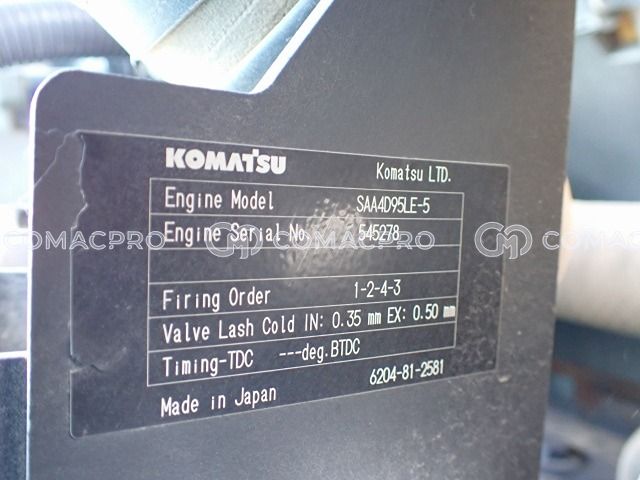 KOMATSU Komatsu LTD.
Engine Model SAA4D95LE-5
Engine Serial No. 545278
Firing Order 1-2-4-3
Valve Lash Cold IN: 0.35 mm EX: 0.50 mm
Timing-TDC ---deg.BTDC
6204-81-2581
Made in Japan
COMACPRO COMACPRO COMACPRO